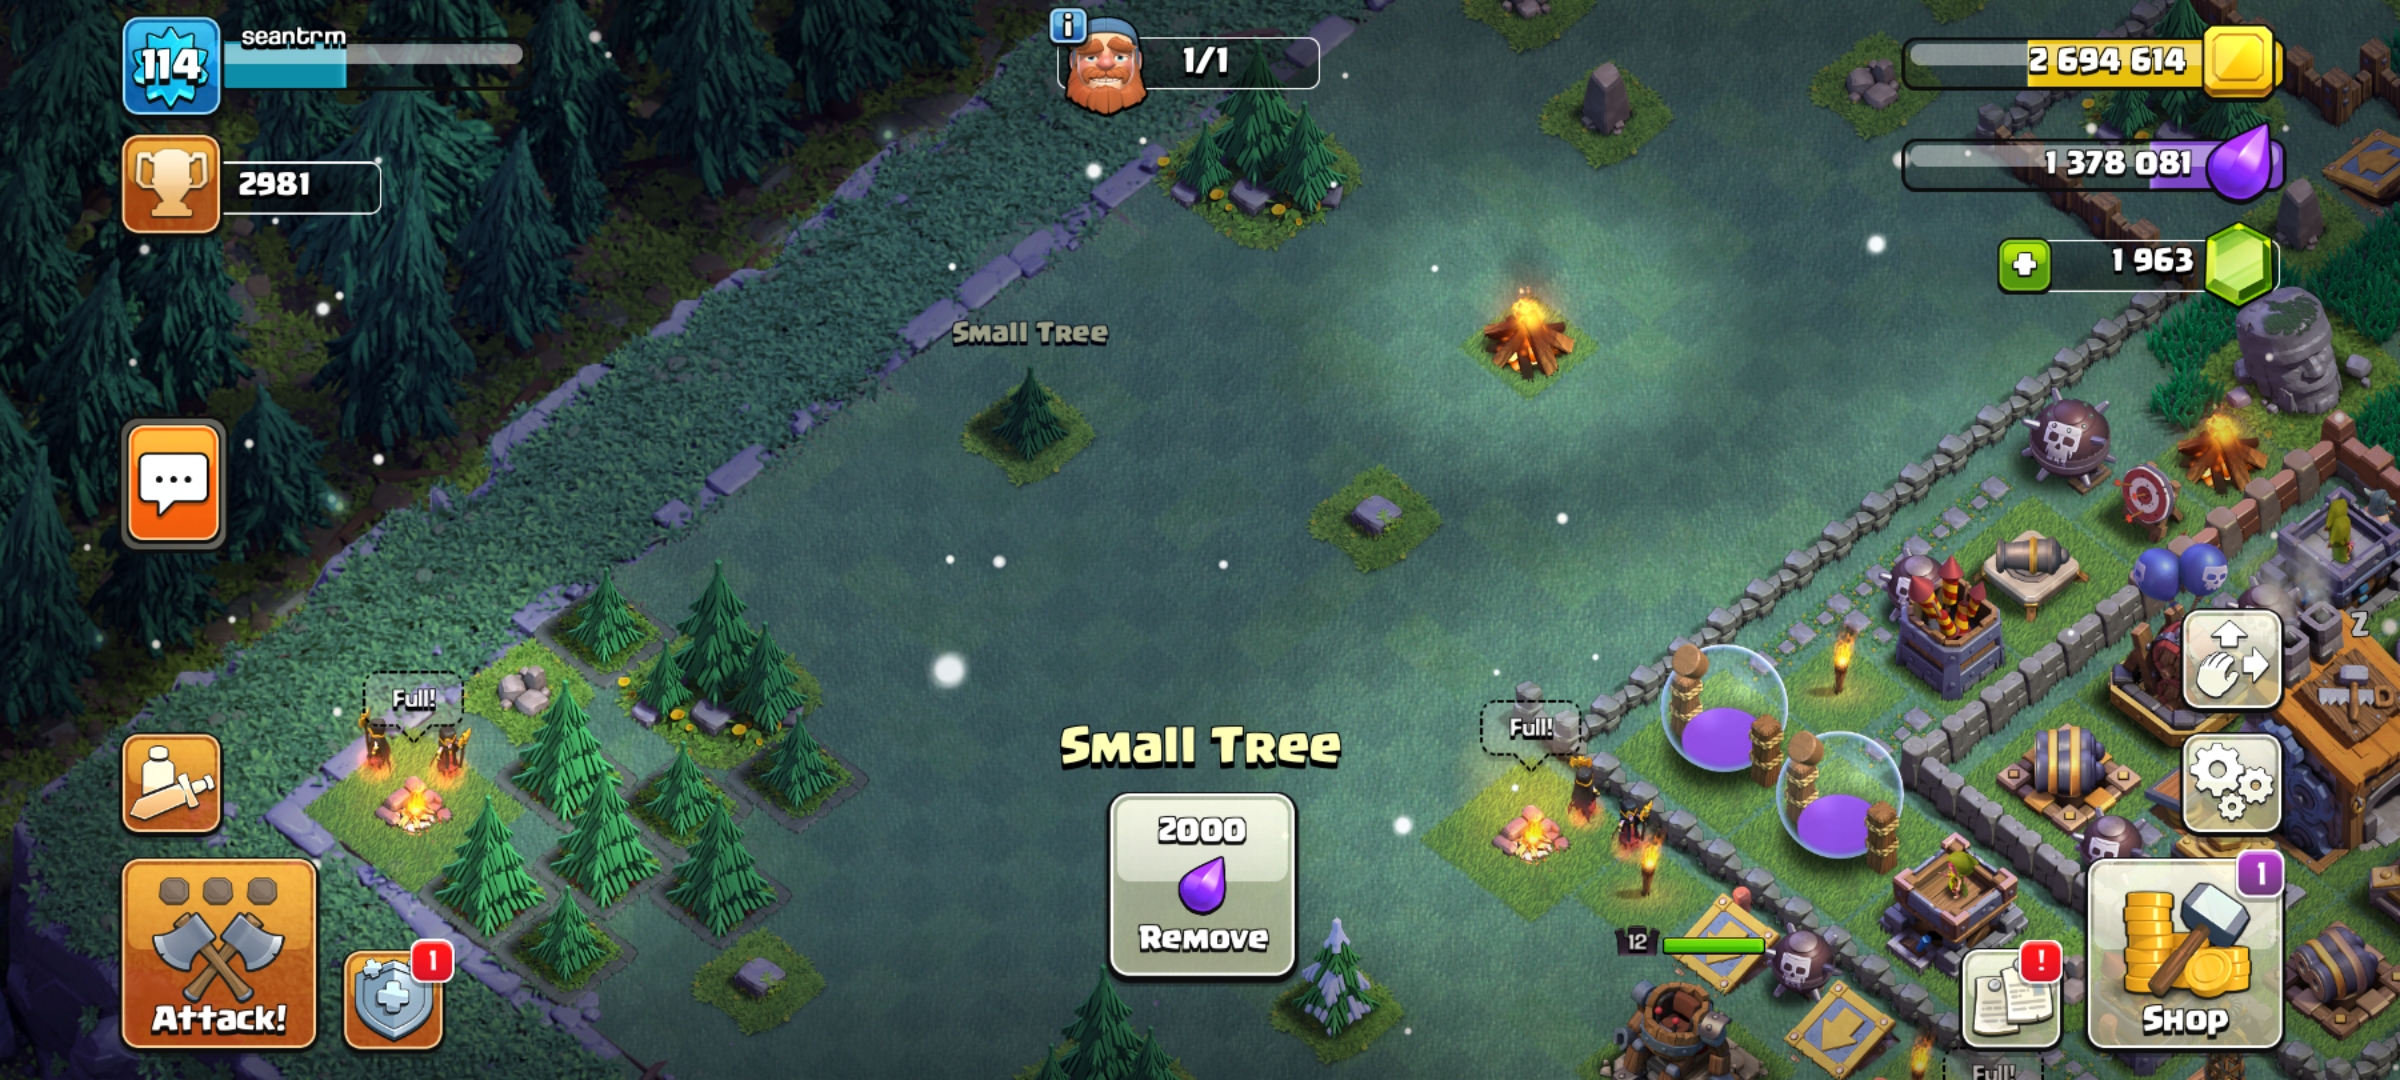 114
seantrm
1/1
2 694 614
2981
1 378 081
1 963
Small Tree
Full!
Full!
Small Tree
2000
Remove
Z
12
1
1
!
Attack!
Shop
Full!